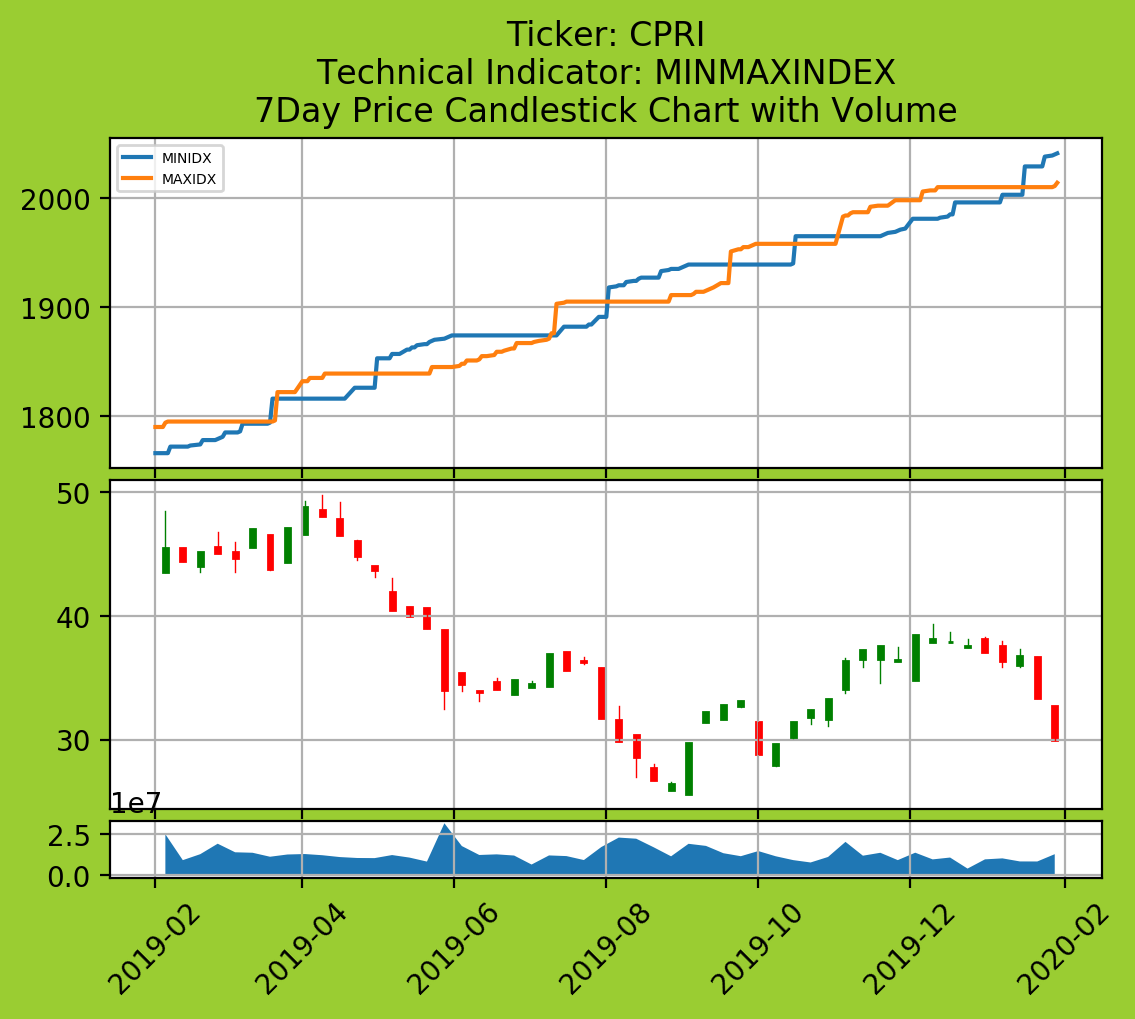 Ticker: CPRI
Technical Indicator: MINMAXINDEX
7Day Price Candlestick Chart with Volume
MINIDX
MAXIDX
2000
1900
1800
50
40
30
1e7
2.5
0.0
2019-02
2019-04
2019-06
2019-08
2019-10
2019-12
2020-02